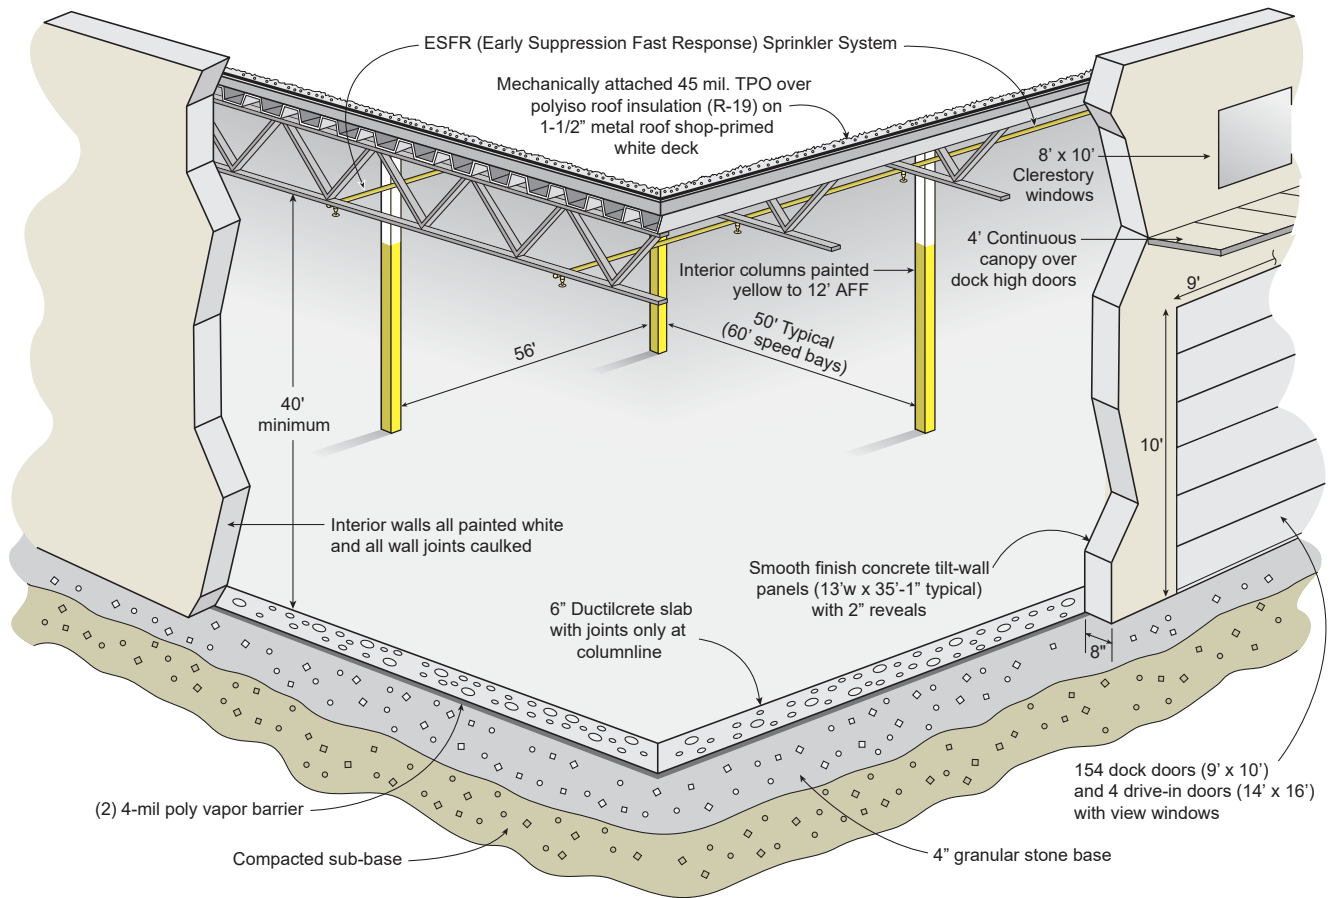 ESFR (Early Suppression Fast Response) Sprinkler System
Mechanically attached 45 mil. TPO over
polyiso roof insulation (R-19) on
1-1/2” metal roof shop-primed
white deck
8’ x 10’
Clerestory
windows
4’ Continuous
canopy over
dock high doors
9'
Interior columns painted
yellow to 12’ AFF
50' Typical
(60’ speed bays)
56'
40'
minimum
10'
Interior walls all painted white
and all wall joints caulked
Smooth finish concrete tilt-wall
panels (13’w x 35’-1” typical)
with 2” reveals
6” Ductilcrete slab
with joints only at
columnline
8"
154 dock doors (9’ x 10’)
and 4 drive-in doors (14’ x 16’)
with view windows
(2) 4-mil poly vapor barrier
Compacted sub-base
4” granular stone base